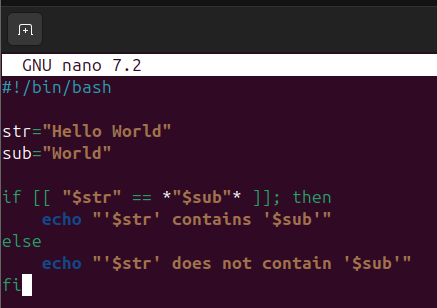 GNU nano 7.2
#!/bin/bash
str="Hello World"
sub="World"
if [[ "$str" == *"$sub"* ]]; then
    echo "'$str' contains '$sub'"
else
    echo "'$str' does not contain '$sub'"
fi